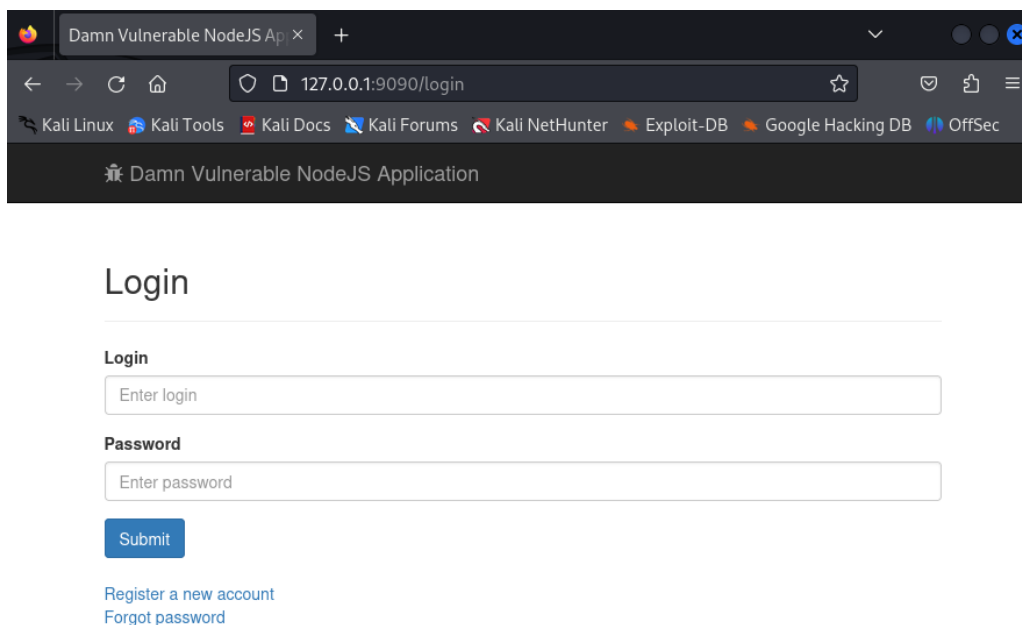 Damn Vulnerable NodeJS Ap
127.0.0.1:9090/login
Kali Linux Kali Tools Kali Docs Kali Forums Kali NetHunter Exploit-DB Google Hacking DB OffSec
Damn Vulnerable NodeJS Application
Login
Login
Enter login
Password
Enter password
Submit
Register a new account
Forgot password